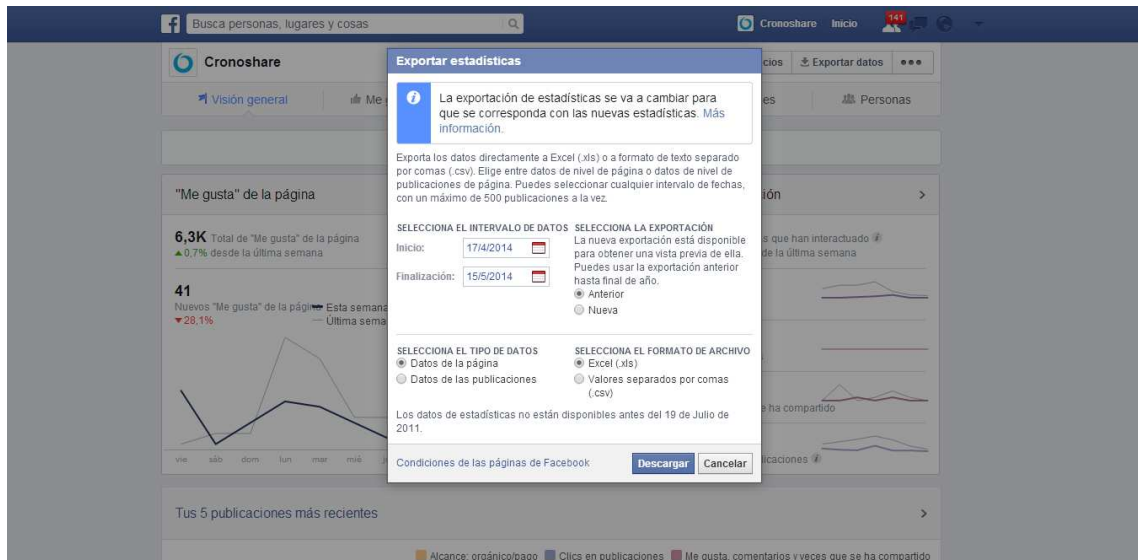 Busca personas, lugares y cosas
Cronoshare Inicio 141
Cronoshare
cios Exportar datos
Visión general
Me
es
Personas
Exportar estadísticas
La exportación de estadísticas se va a cambiar para
que se corresponda con las nuevas estadísticas. Más
información.
Exporta los datos directamente a Excel (.xls) o a formato de texto separado
por comas (.csv). Elige entre datos de nivel de página o datos de nivel de
publicaciones de página. Puedes seleccionar cualquier intervalo de fechas,
con un máximo de 500 publicaciones a la vez.
SELECCIONA EL INTERVALO DE DATOS
Inicio: 17/4/2014
Finalización: 15/5/2014
SELECCIONA LA EXPORTACIÓN
La nueva exportación está disponible
para obtener una vista previa de ella.
Puedes usar la exportación anterior
hasta final de año.
Anterior
Nueva
SELECCIONA EL TIPO DE DATOS
Datos de la página
Datos de las publicaciones
SELECCIONA EL FORMATO DE ARCHIVO
Excel (.xls)
Valores separados por comas
(.csv)
Los datos de estadísticas no están disponibles antes del 19 de Julio de
2011.
Condiciones de las páginas de Facebook
Descargar
Cancelar
"Me gusta" de la página
6,3K Total de "Me gusta" de la página
0,7% desde la última semana
41
Nuevos "Me gusta" de la página
28,1%
Esta semana
Última sema
vie sáb dom lun mar mié j
ión
s que han interactuado
de la última semana
e ha compartido
licaciones
Tus 5 publicaciones más recientes
Alcance: orgánico/pago Clics en publicaciones Me gusta, comentarios y veces que se ha compartido